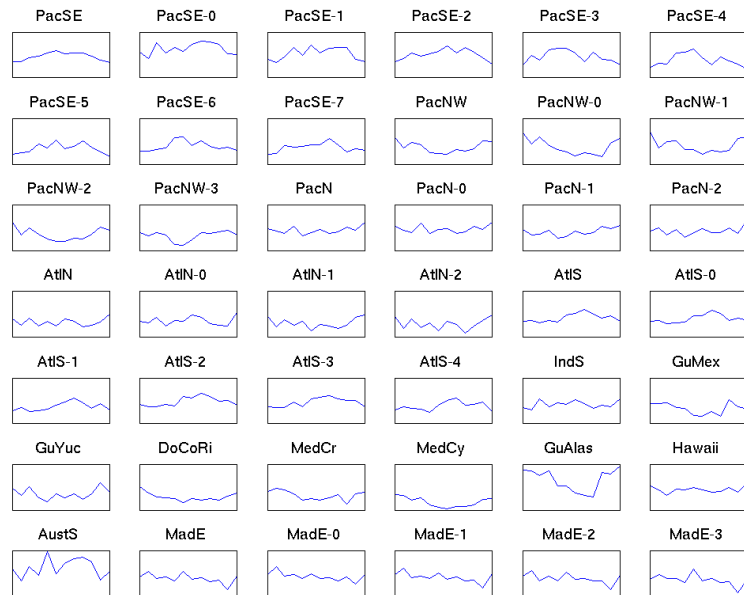 PacSE PacSE-0 PacSE-1 PacSE-2 PacSE-3 PacSE-4
PacSE-5 PacSE-6 PacSE-7 PacNW PacNW-0 PacNW-1
PacNW-2 PacNW-3 PacN PacN-0 PacN-1 PacN-2
AtlN AtlN-0 AtlN-1 AtlN-2 AtlS AtlS-0
AtlS-1 AtlS-2 AtlS-3 AtlS-4 IndS GuMex
GuYuc DoCoRi MedCr MedCy GuAlas Hawaii
AustS MadE MadE-0 MadE-1 MadE-2 MadE-3